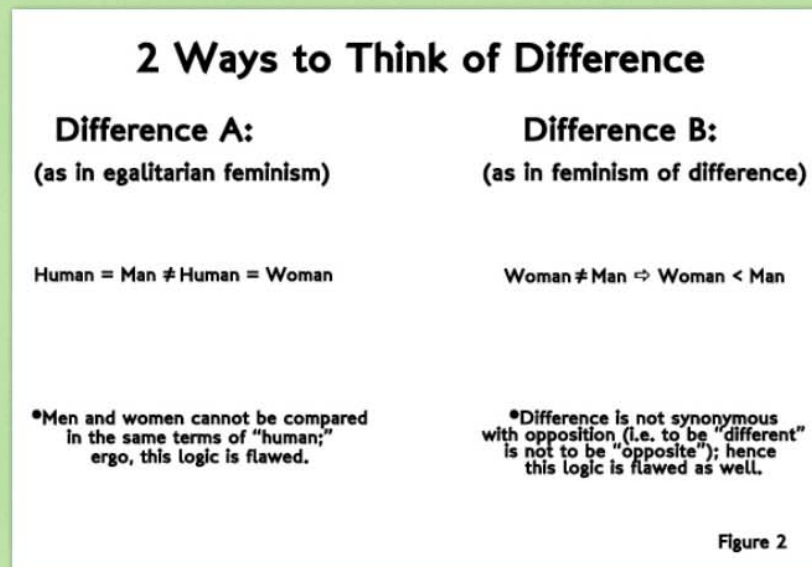 2 Ways to Think of Difference
Difference A:
(as in egalitarian feminism)
Human = Man ≠ Human = Woman
•Men and women cannot be compared
in the same terms of “human;”
ergo, this logic is flawed.
Difference B:
(as in feminism of difference)
Woman ≠ Man ⇨ Woman < Man
•Difference is not synonymous
with opposition (i.e. to be “different”
is not to be “opposite”); hence
this logic is flawed as well.
Figure 2